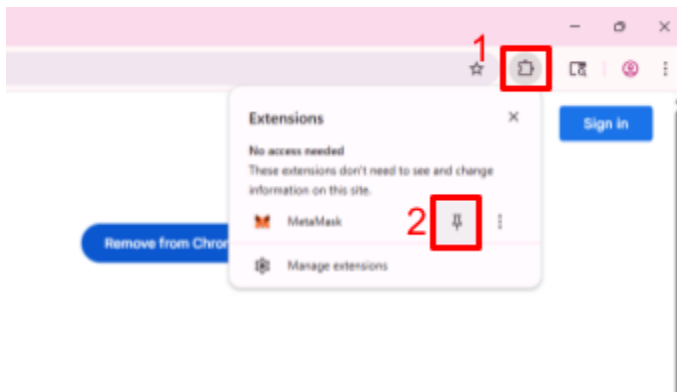 1
Extensions
Sign in
No access needed
These extensions don't need to see and change
information on this site.
MetaMask
2
Remove from Chror
Manage extensions